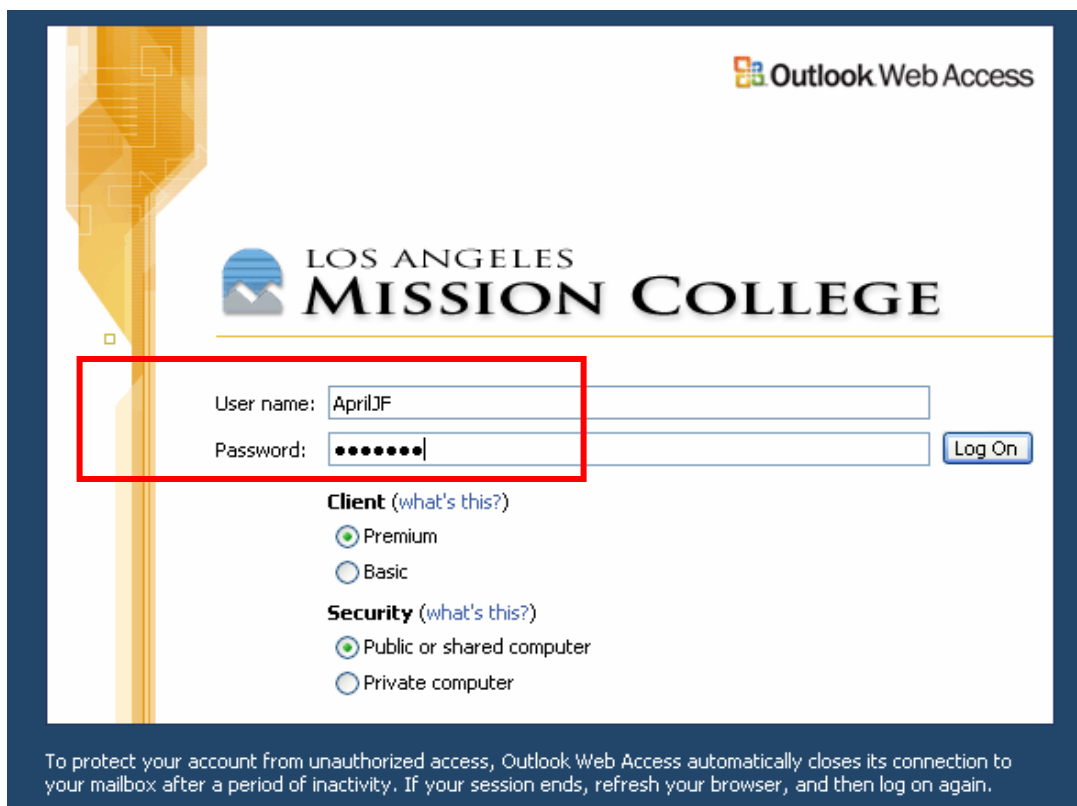 Outlook Web Access
LOS ANGELES
MISSION COLLEGE
User name: AprilJF
Password: ●●●●●●●
Log On
Client (what's this?)
Premium
Basic
Security (what's this?)
Public or shared computer
Private computer
To protect your account from unauthorized access, Outlook Web Access automatically closes its connection to
your mailbox after a period of inactivity. If your session ends, refresh your browser, and then log on again.